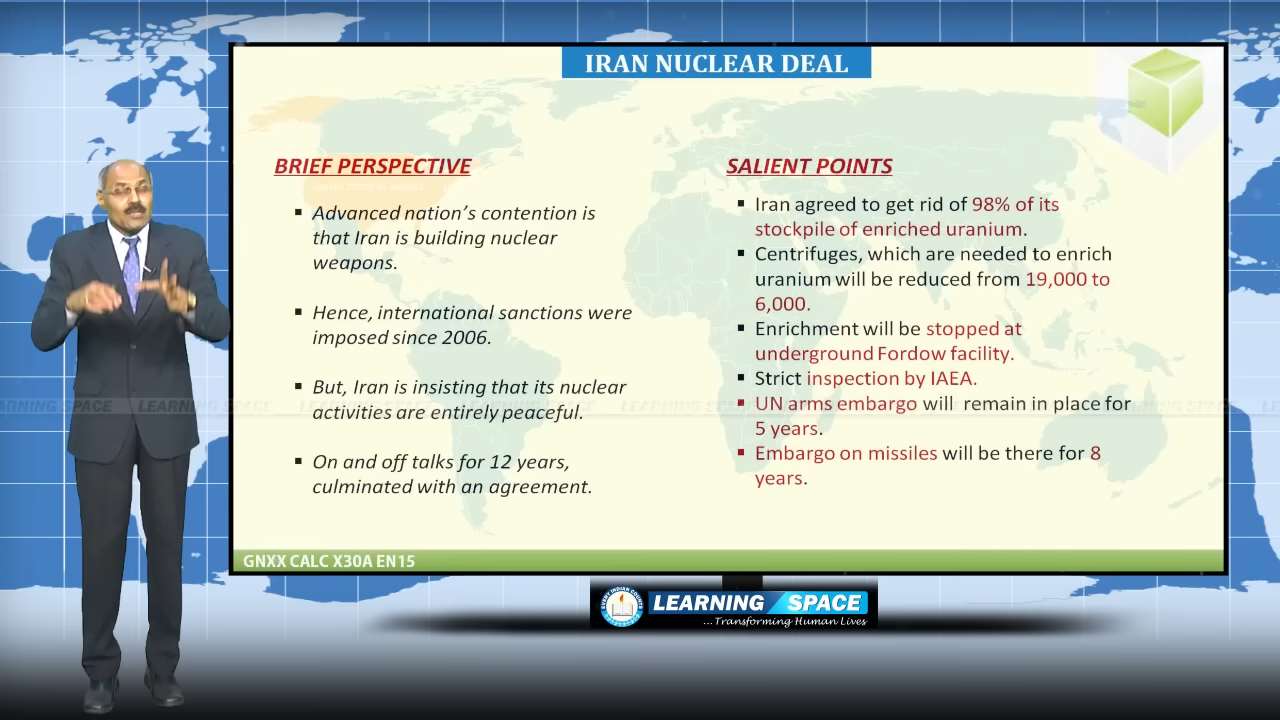 IRAN NUCLEAR DEAL
BRIEF PERSPECTIVE
▪ Advanced nation's contention is
that Iran is building nuclear
weapons.
▪ Hence, international sanctions were
imposed since 2006.
▪ But, Iran is insisting that its nuclear
activities are entirely peaceful.
▪ On and off talks for 12 years,
culminated with an agreement.
SALIENT POINTS
▪ Iran agreed to get rid of 98% of its
stockpile of enriched uranium.
▪ Centrifuges, which are needed to enrich
uranium will be reduced from 19,000 to
6,000.
▪ Enrichment will be stopped at
underground Fordow facility.
▪ Strict inspection by IAEA.
▪ UN arms embargo will remain in place for
5 years.
▪ Embargo on missiles will be there for 8
years.
LEARNING SPACE
GNXX CALC X30A EN15
EVERY INDIAN COUNTS
LEARNING SPACE
...Transforming Human Lives